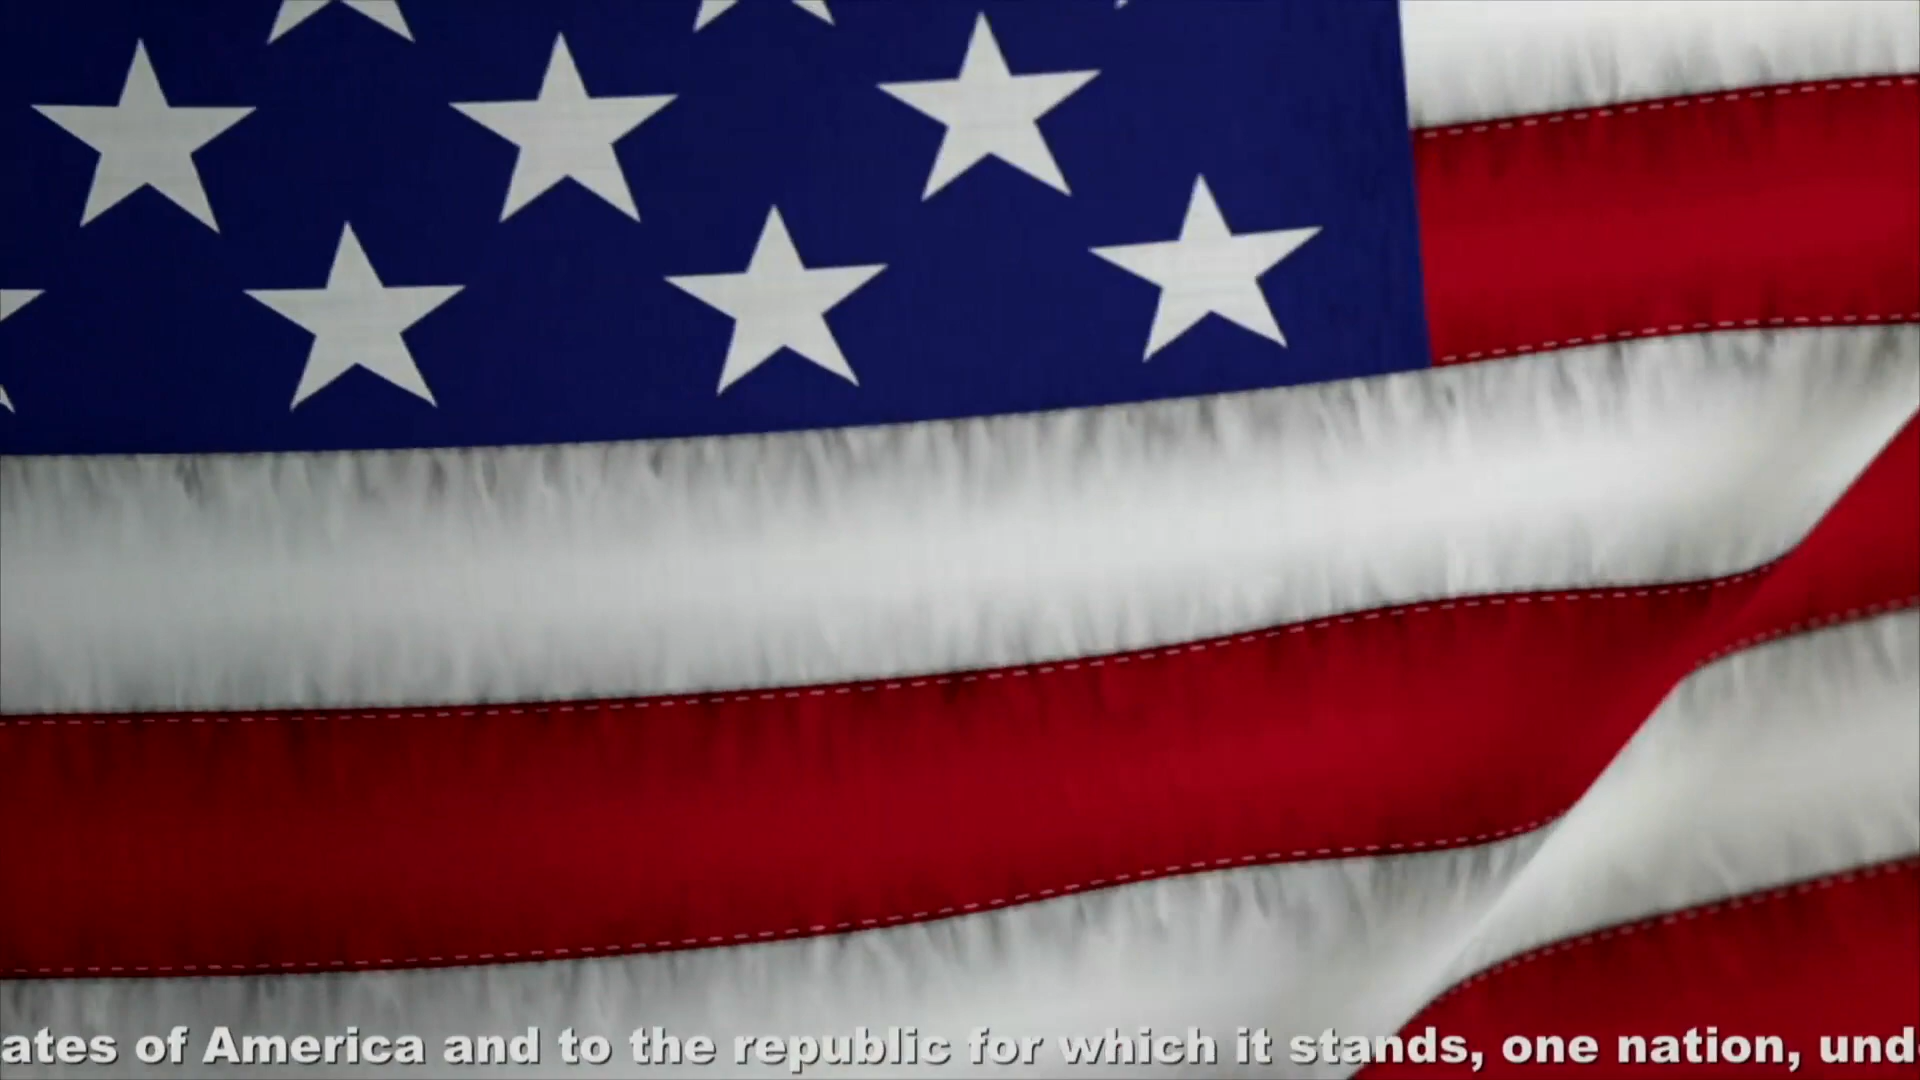 ates of America and to the republic for which it stands, one nation, und